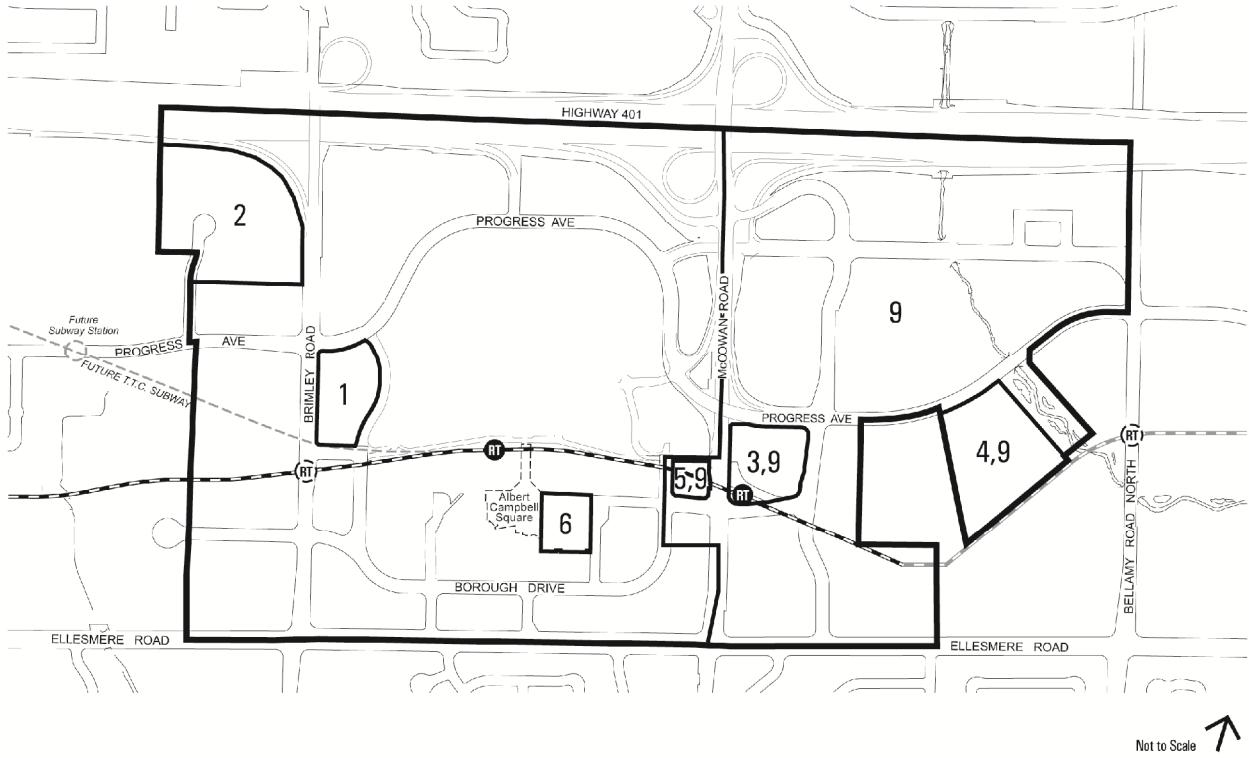 HIGHWAY 401
2
PROGRESS AVE
McCOWAN ROAD
9
Future
Subway Station
PROGRESS AVE
FUTURE T.T.C. SUBWAY
BRIMLEY ROAD
1
PROGRESS AVE
RT
RT
RT
RT
5,9
3,9
4,9
Albert
Campbell
Square
6
BELLAMY ROAD NORTH
BOROUGH DRIVE
ELLESMERE ROAD
ELLESMERE ROAD
Not to Scale